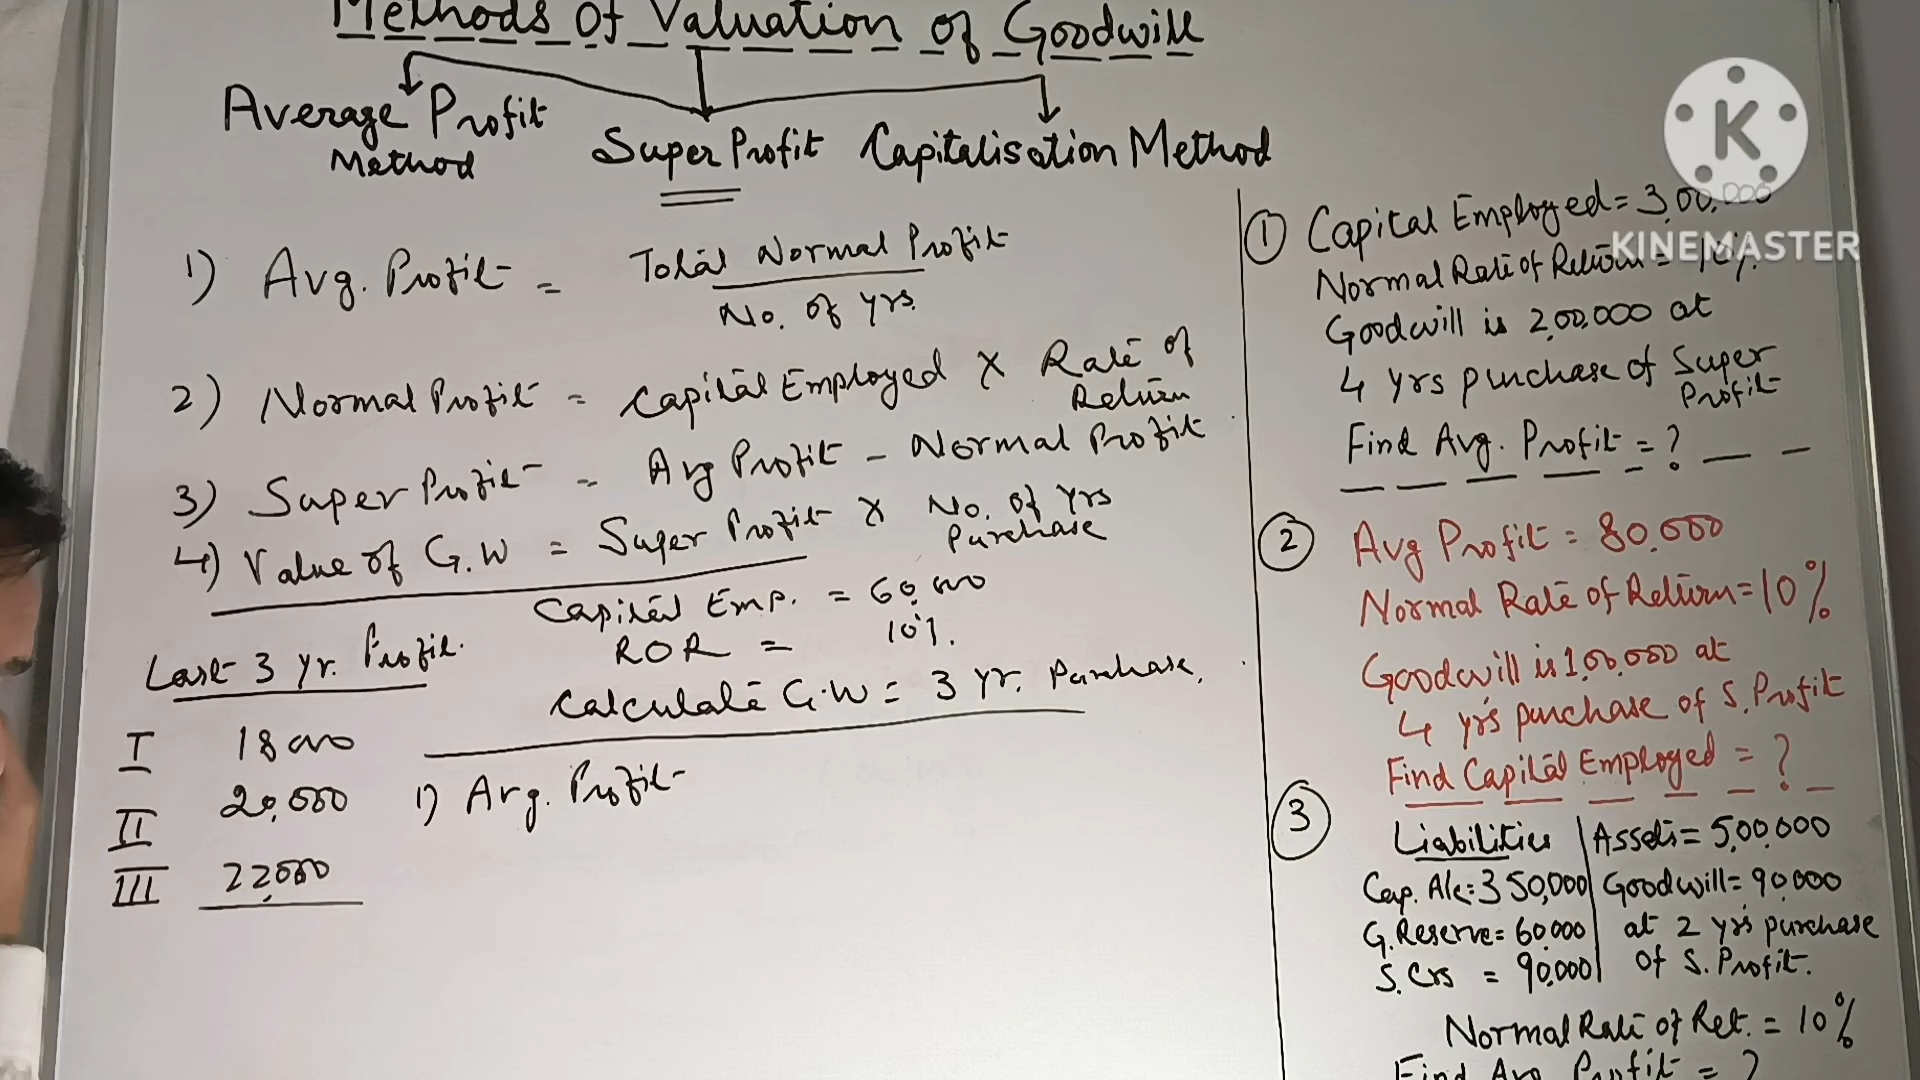 Methods Of Valuation of Goodwill
Average Profit Method
Super Profit
Capitalisation Method
1) Avg. Profit = Total Normal Profit
No. of yrs.
2) Normal Profit = Capital Employed X Rate of Return
3) Super Profit = Avg Profit - Normal Profit
4) Value of G.W = Super Profit X No. of Yrs Purchase
Capital Emp. = 60,000
ROR = 10%.
Calculate G.W = 3 yr. Purchase.
Last 3 yr. Profit.
I 18000
II 20,000
III 22,000
1) Avg. Profit
① Capital Employed = 3,00,000
Normal Rate of Return = 10%.
Goodwill is 2,00,000 at
4 yrs purchase of Super Profit
Find Avg. Profit = ?
② Avg Profit = 80,000
Normal Rate of Return = 10%
Goodwill is 1,00,000 at
4 yrs purchase of S. Profit
Find Capital Employed = ?
③ Liabilities | Assets = 5,00,000
Cap. A/c = 350,000 | Goodwill = 90,000
G. Reserve = 60,000 | at 2 yrs purchase
S. Crs = 90,000 | of S. Profit.
Normal Rate of Ret. = 10%
Find Avg Profit = ?
K
KINEMASTER